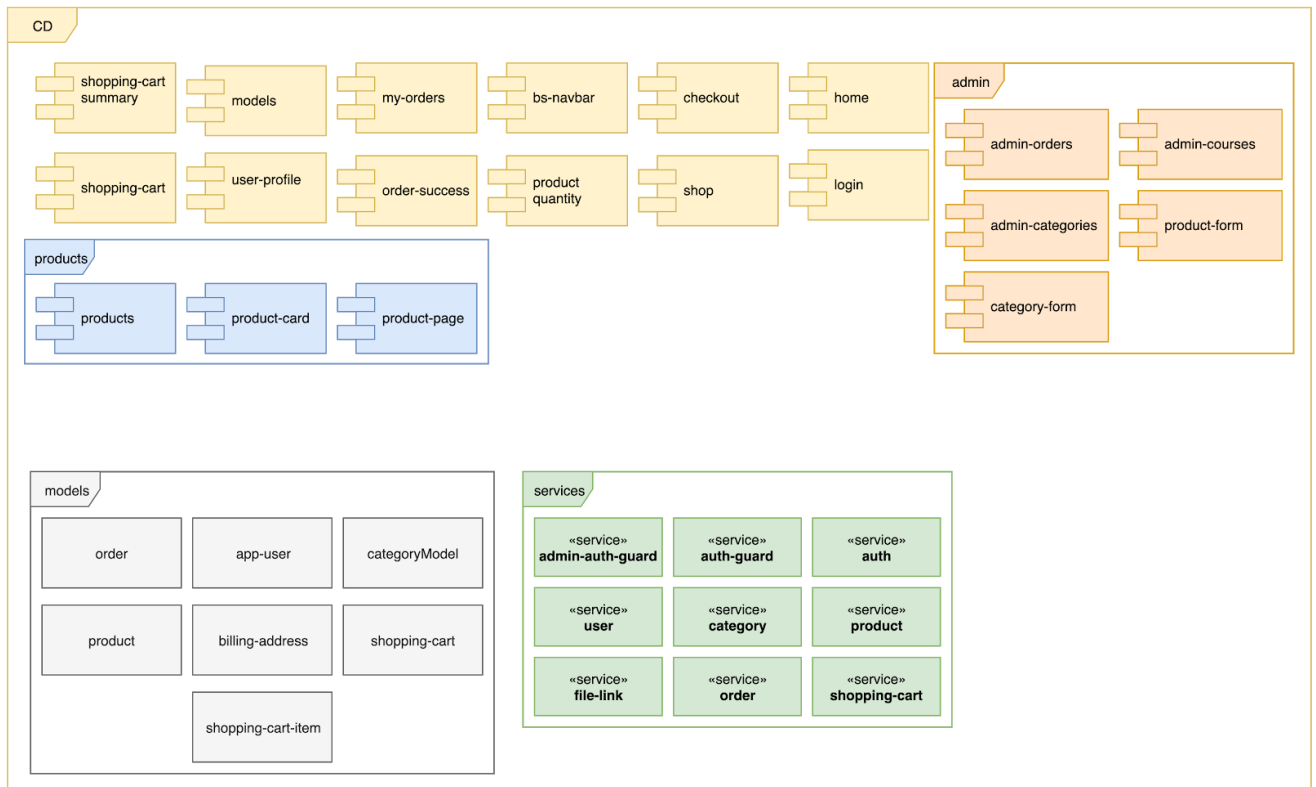 CD
shopping-cart
summary
models
my-orders
bs-navbar
checkout
home
shopping-cart
user-profile
order-success
product
quantity
shop
login
admin
admin-orders
admin-courses
admin-categories
product-form
category-form
products
products
product-card
product-page
models
order
app-user
categoryModel
product
billing-address
shopping-cart
shopping-cart-item
services
«service»
admin-auth-guard
«service»
auth-guard
«service»
auth
«service»
user
«service»
category
«service»
product
«service»
file-link
«service»
order
«service»
shopping-cart